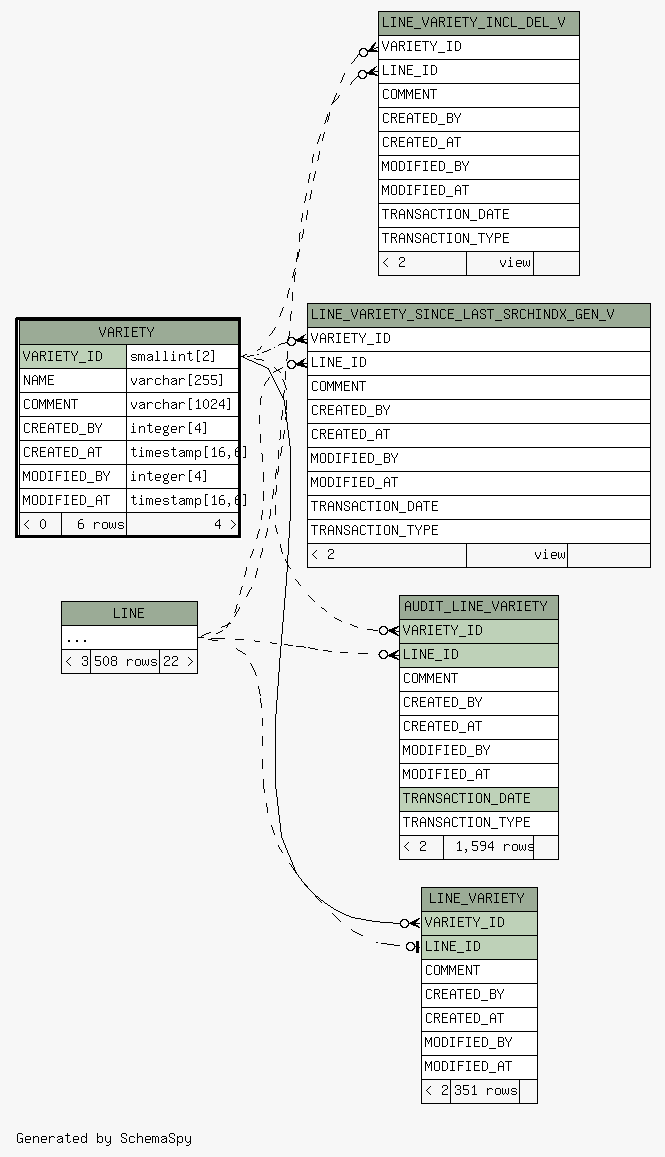 LINE_VARIETY_INCL_DEL_V
VARIETY_ID
LINE_ID
COMMENT
CREATED_BY
CREATED_AT
MODIFIED_BY
MODIFIED_AT
TRANSACTION_DATE
TRANSACTION_TYPE
< 2 view
VARIETY
VARIETY_ID smallint[2]
NAME varchar[255]
COMMENT varchar[1024]
CREATED_BY integer[4]
CREATED_AT timestamp[16,6]
MODIFIED_BY integer[4]
MODIFIED_AT timestamp[16,6]
< 0 6 rows 4 >
LINE_VARIETY_SINCE_LAST_SRCHINDX_GEN_V
VARIETY_ID
LINE_ID
COMMENT
CREATED_BY
CREATED_AT
MODIFIED_BY
MODIFIED_AT
TRANSACTION_DATE
TRANSACTION_TYPE
< 2 view
LINE
...
< 3 508 rows 22 >
AUDIT_LINE_VARIETY
VARIETY_ID
LINE_ID
COMMENT
CREATED_BY
CREATED_AT
MODIFIED_BY
MODIFIED_AT
TRANSACTION_DATE
TRANSACTION_TYPE
< 2 1,594 rows
LINE_VARIETY
VARIETY_ID
LINE_ID
COMMENT
CREATED_BY
CREATED_AT
MODIFIED_BY
MODIFIED_AT
< 2 351 rows
Generated by SchemaSpy